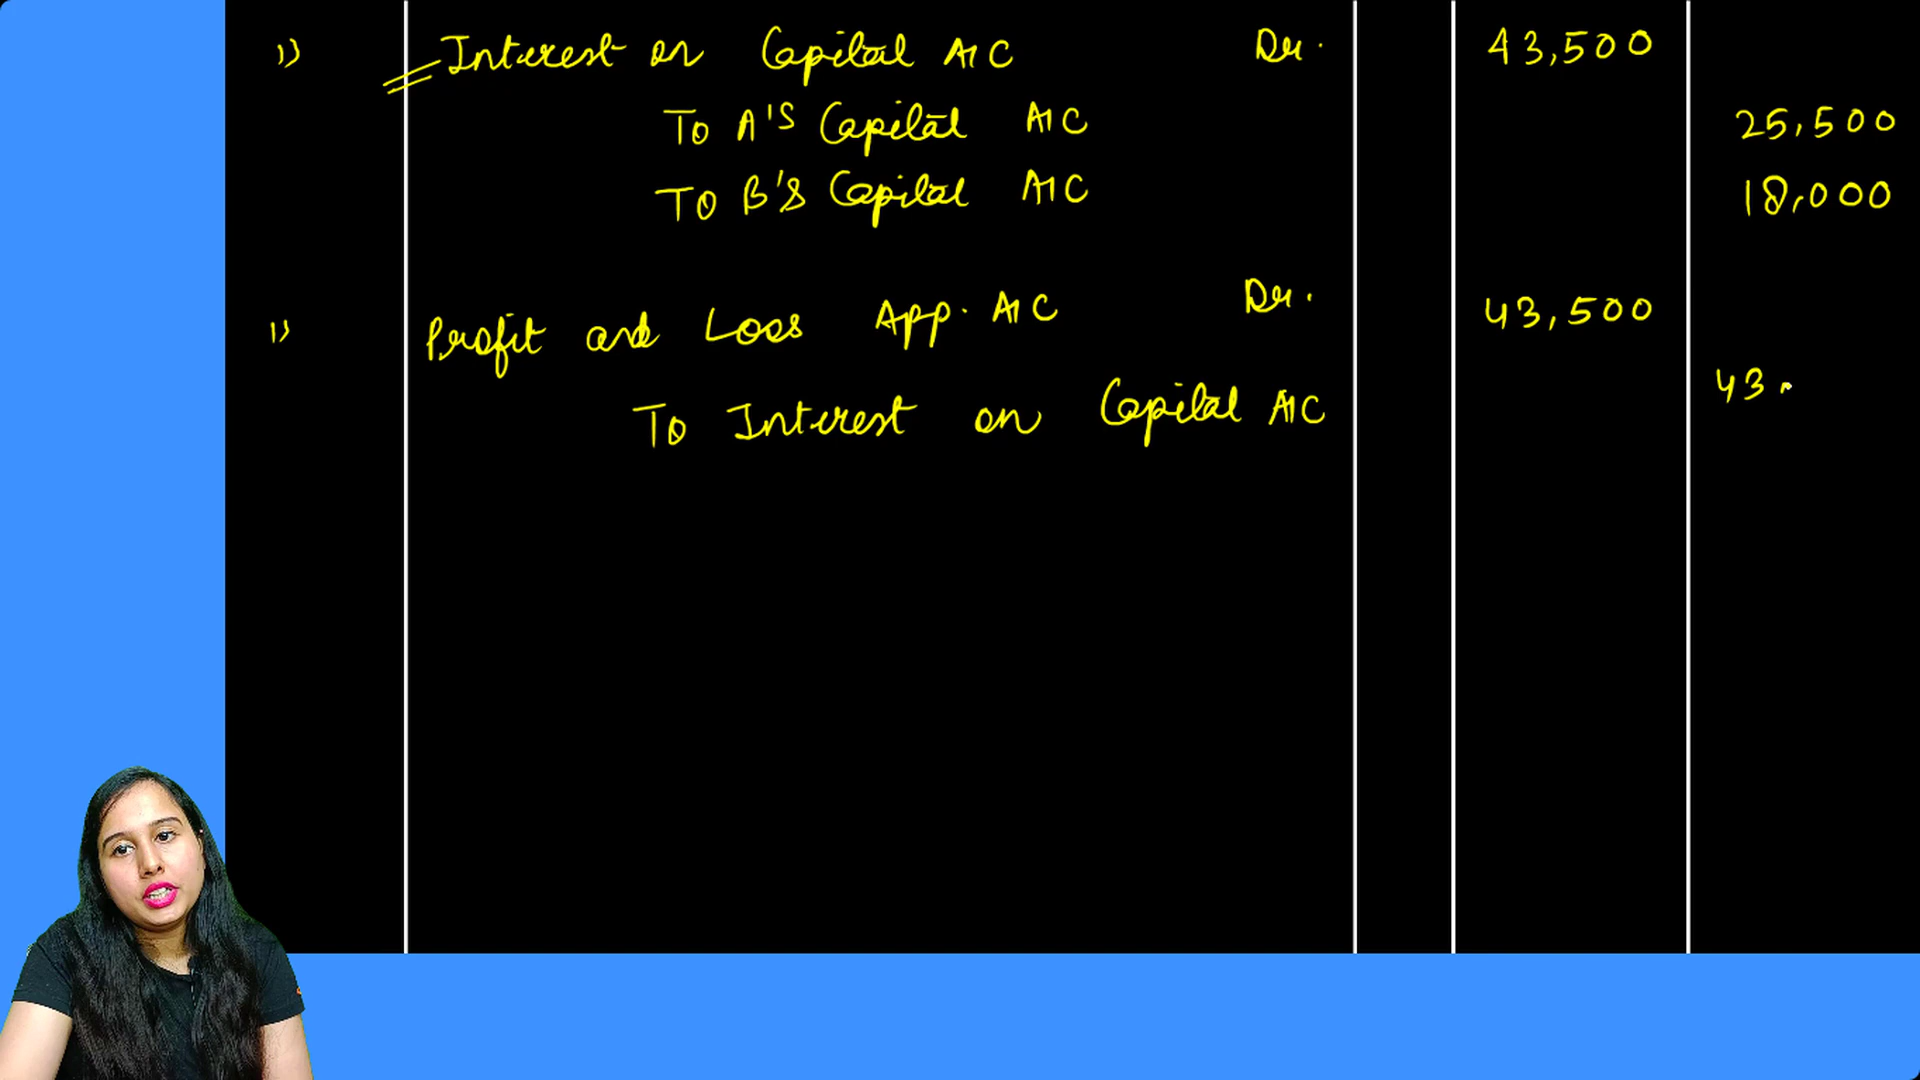 1) Interest on Capital A/C Dr. 43,500
To A's Capital A/C 25,500
To B's Capital A/C 18,000
1) Profit and Loss App. A/C Dr. 43,500
To Interest on Capital A/C 43,